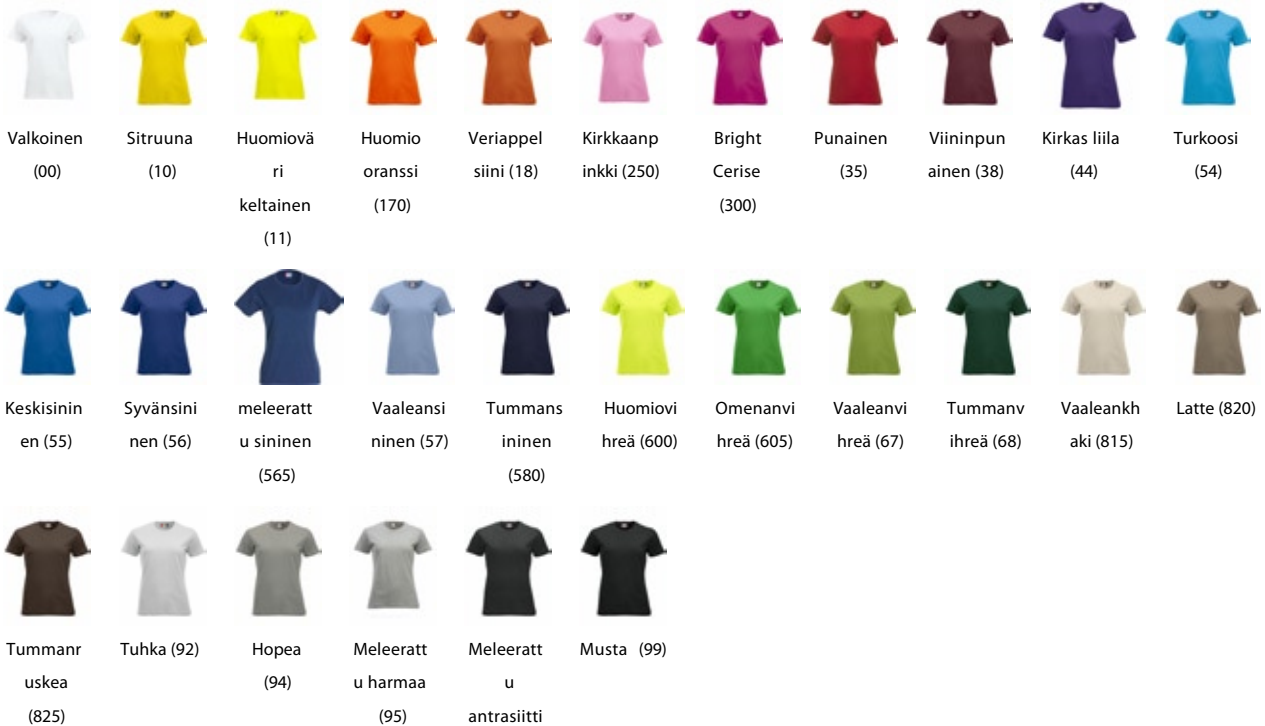 Valkoinen
(00)
Sitruuna
(10)
Huomiovä
ri
keltainen
(11)
Huomio
oranssi
(170)
Veriappel
siini (18)
Kirkkaanp
inkki (250)
Bright
Cerise
(300)
Punainen
(35)
Viininpun
ainen (38)
Kirkas liila
(44)
Turkoosi
(54)
Keskisinin
en (55)
Syvänsini
nen (56)
meleeratt
u sininen
(565)
Vaaleansi
ninen (57)
Tummans
ininen
(580)
Huomiovi
hreä (600)
Omenanvi
hreä (605)
Vaaleanvi
hreä (67)
Tummanv
ihreä (68)
Vaaleankh
aki (815)
Latte (820)
Tummanr
uskea
(825)
Tuhka (92)
Hopea
(94)
Meleeratt
u harmaa
(95)
Meleeratt
u
antrasiitti
Musta (99)